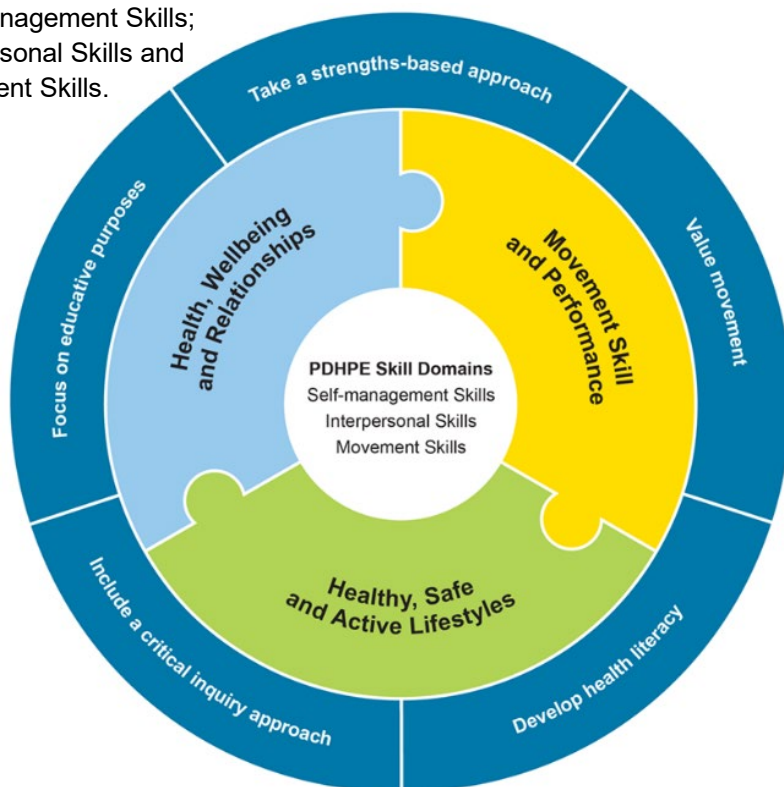 nagement Skills;
sonal Skills and
ent Skills.
Take a strengths-based approach
Value movement
Develop health literacy
Include a critical inquiry approach
Focus on educative purposes
Health, Wellbeing
and Relationships
Movement Skill
and Performance
Healthy, Safe
and Active Lifestyles
PDHPE Skill Domains
Self-management Skills
Interpersonal Skills
Movement Skills